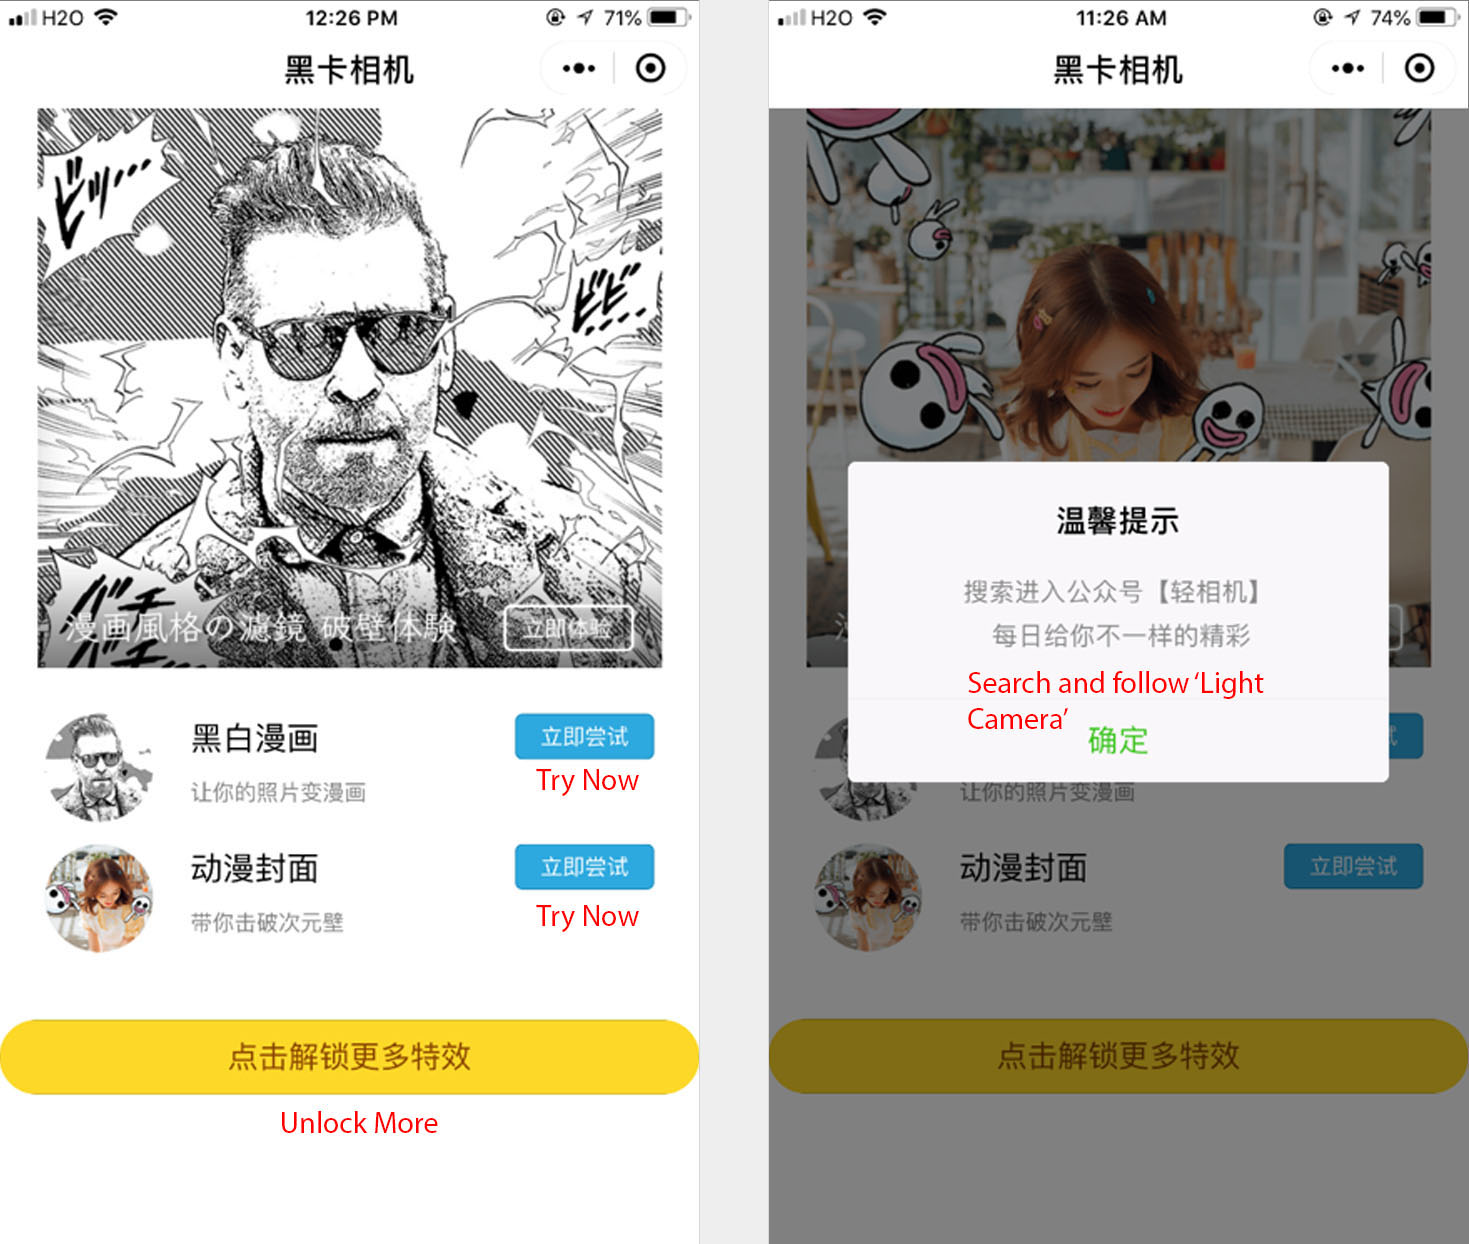 H2O 12:26 PM 71%
黑卡相机
ビッ…
ビビ…
バチ
漫画風格の濾鏡 破壁体験
立即体验
黑白漫画
立即尝试
Try Now
让你的照片变漫画
动漫封面
立即尝试
Try Now
带你击破次元壁
点击解锁更多特效
Unlock More
H2O 11:26 AM 74%
黑卡相机
温馨提示
搜索进入公众号【轻相机】
每日给你不一样的精彩
Search and follow ‘Light
Camera’
确定
试
让你的照片变漫画
动漫封面
立即尝试
带你击破次元壁
点击解锁更多特效